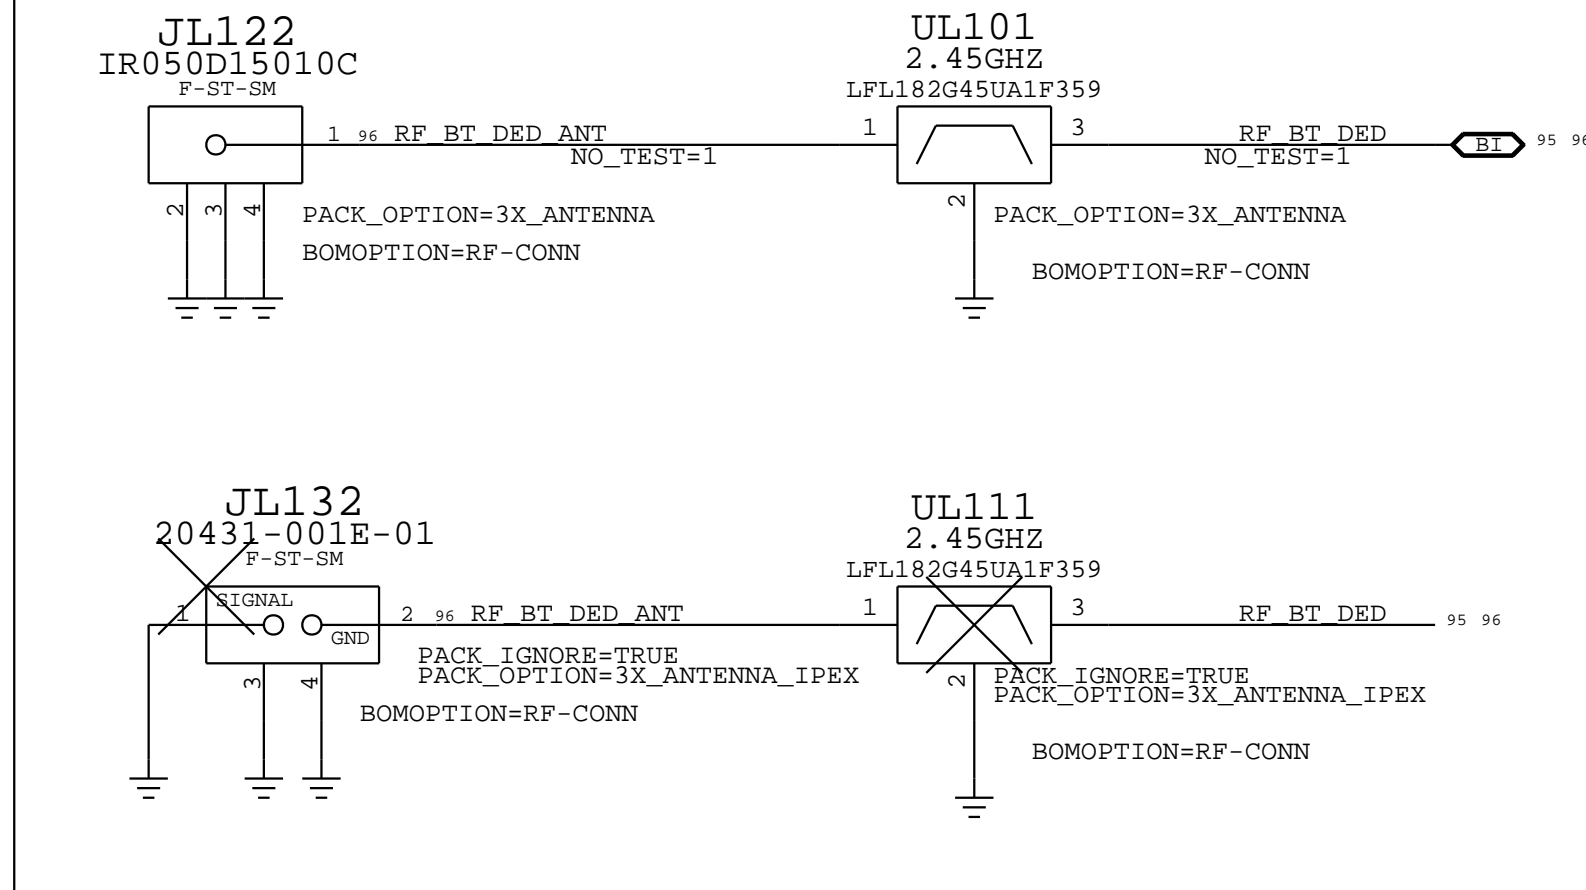 JL122
IR050D15010C
F-ST-SM
1 96 RF_BT_DED_ANT
NO_TEST=1
2 3 4
PACK_OPTION=3X_ANTENNA
BOMOPTION=RF-CONN
UL101
2.45GHZ
LFL182G45UA1F359
1 3
RF_BT_DED
NO_TEST=1
BI 95 96
2
PACK_OPTION=3X_ANTENNA
BOMOPTION=RF-CONN
JL132
20431-001E-01
F-ST-SM
SIGNAL
1
GND
2 96 RF_BT_DED_ANT
3 4
PACK_IGNORE=TRUE
PACK_OPTION=3X_ANTENNA_IPEX
BOMOPTION=RF-CONN
UL111
2.45GHZ
LFL182G45UA1F359
1 3
RF_BT_DED
95 96
2
PACK_IGNORE=TRUE
PACK_OPTION=3X_ANTENNA_IPEX
BOMOPTION=RF-CONN